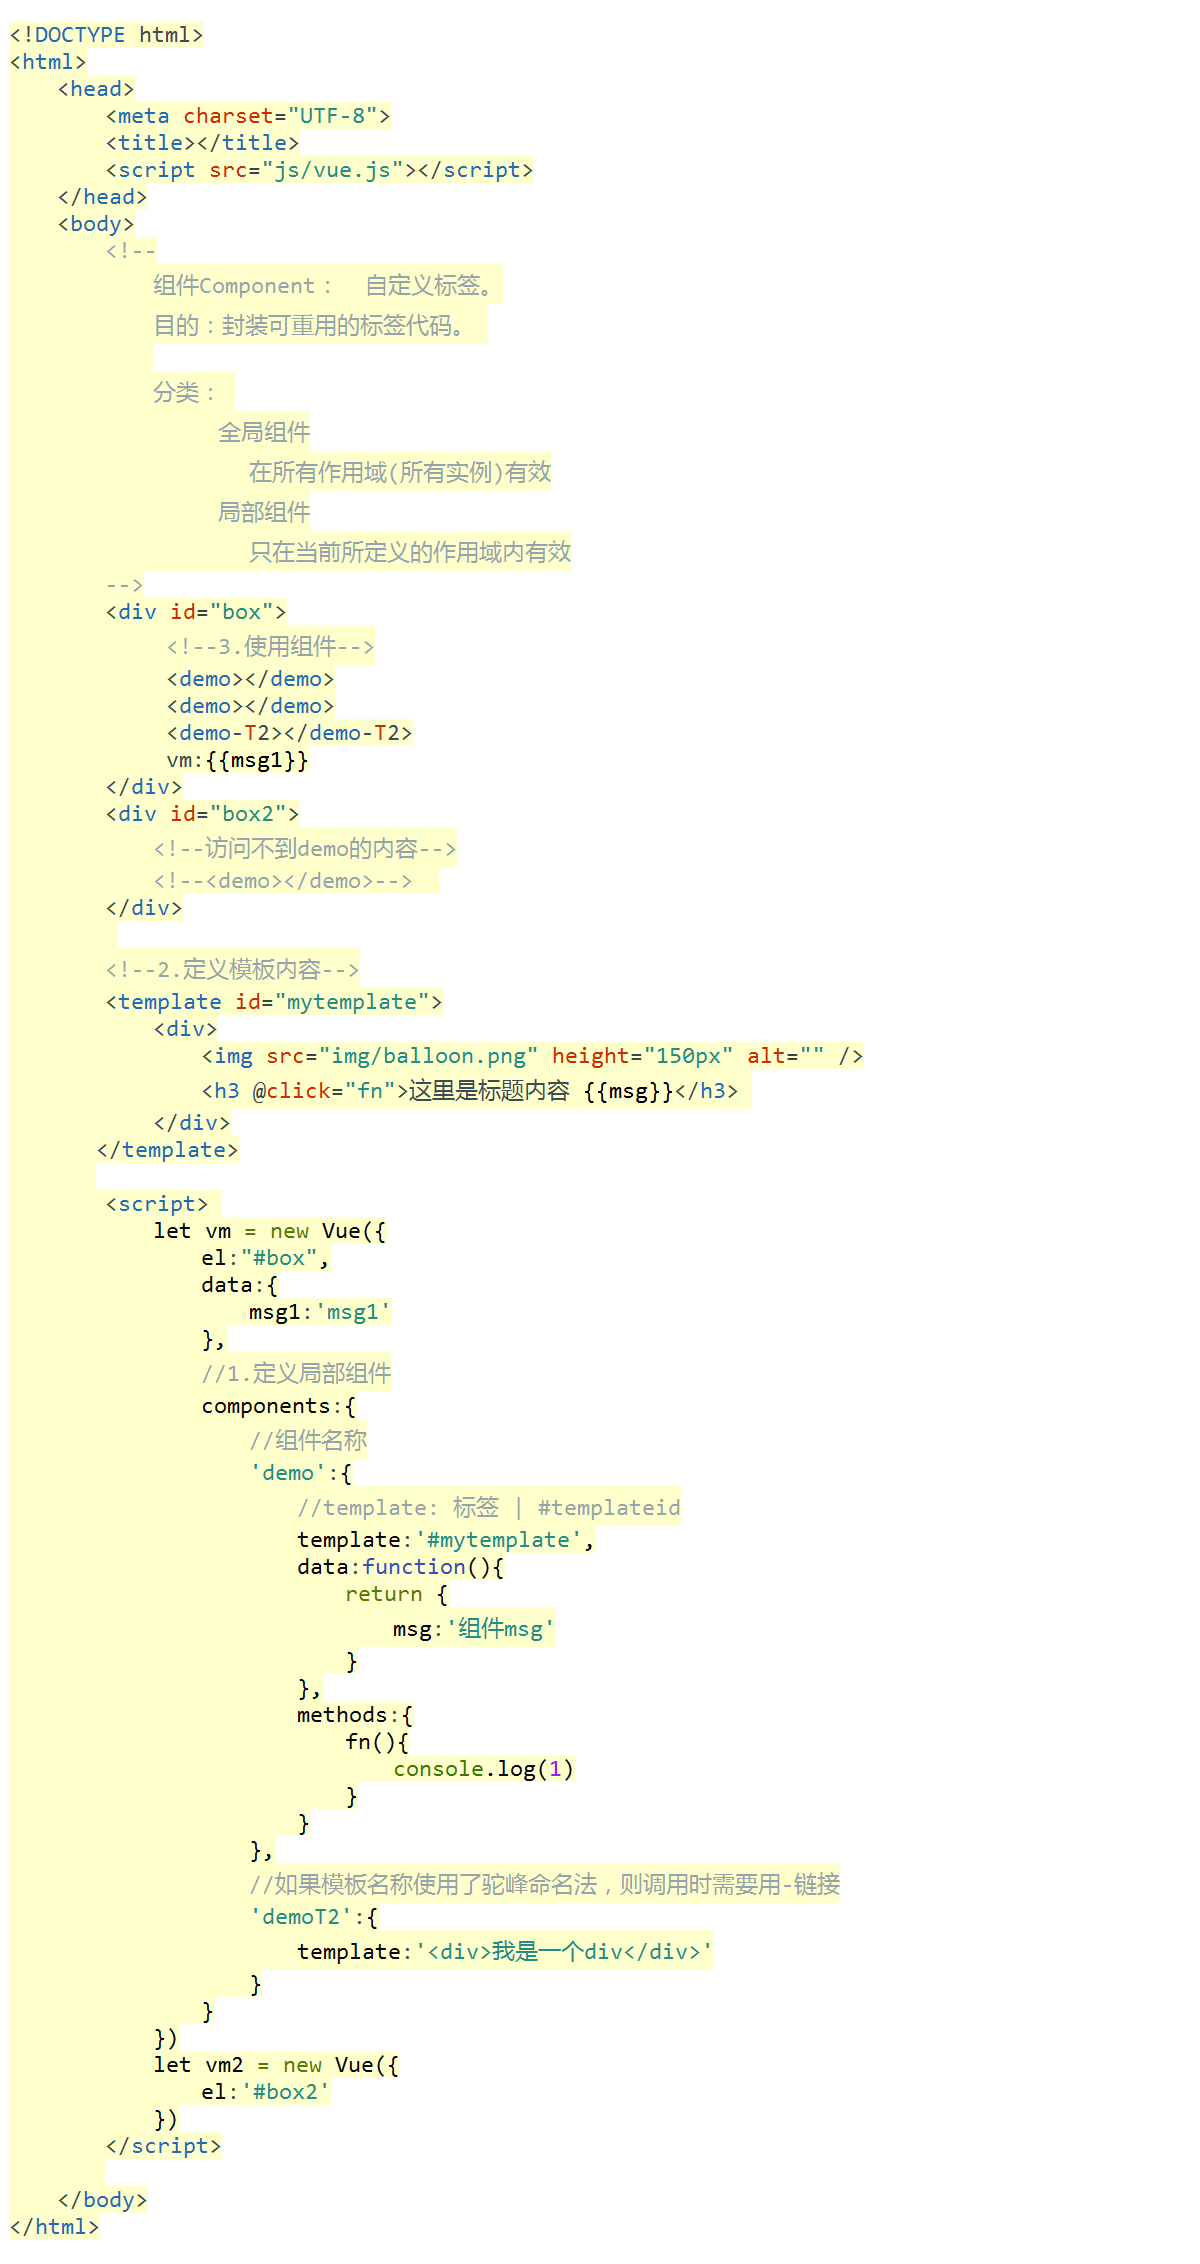 <!DOCTYPE html>
<html>
    <head>
        <meta charset="UTF-8">
        <title></title>
        <script src="js/vue.js"></script>
    </head>
    <body>
        <!--
            组件Component：  自定义标签。
            目的：封装可重用的标签代码。

            分类：
                 全局组件
                    在所有作用域(所有实例)有效
                 局部组件
                    只在当前所定义的作用域内有效
        -->
        <div id="box">
             <!--3.使用组件-->
             <demo></demo>
             <demo></demo>
             <demo-T2></demo-T2>
             vm:{{msg1}}
        </div>
        <div id="box2">
            <!--访问不到demo的内容-->
            <!--<demo></demo>-->
        </div>

        <!--2.定义模板内容-->
        <template id="mytemplate">
            <div>
                <img src="img/balloon.png" height="150px" alt="" />
                <h3 @click="fn">这里是标题内容 {{msg}}</h3>
            </div>
       </template>

        <script>
            let vm = new Vue({
                el:"#box",
                data:{
                    msg1:'msg1'
                },
                //1.定义局部组件
                components:{
                    //组件名称
                    'demo':{
                        //template: 标签 | #templateid
                        template:'#mytemplate',
                        data:function(){
                            return {
                                msg:'组件msg'
                            }
                        },
                        methods:{
                            fn(){
                                console.log(1)
                            }
                        }
                    },
                    //如果模板名称使用了驼峰命名法，则调用时需要用-链接
                    'demoT2':{
                        template:'<div>我是一个div</div>'
                    }
                }
            })
            let vm2 = new Vue({
                el:'#box2'
            })
        </script>

    </body>
</html>